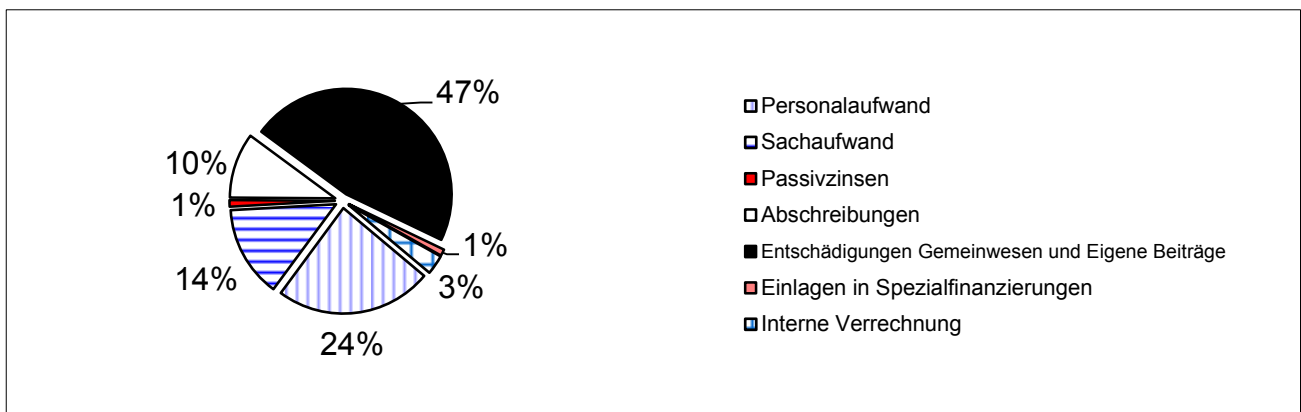 47%
10%
1%
14%
24%
3%
1%
Personalaufwand
Sachaufwand
Passivzinsen
Abschreibungen
Entschädigungen Gemeinwesen und Eigene Beiträge
Einlagen in Spezialfinanzierungen
Interne Verrechnung